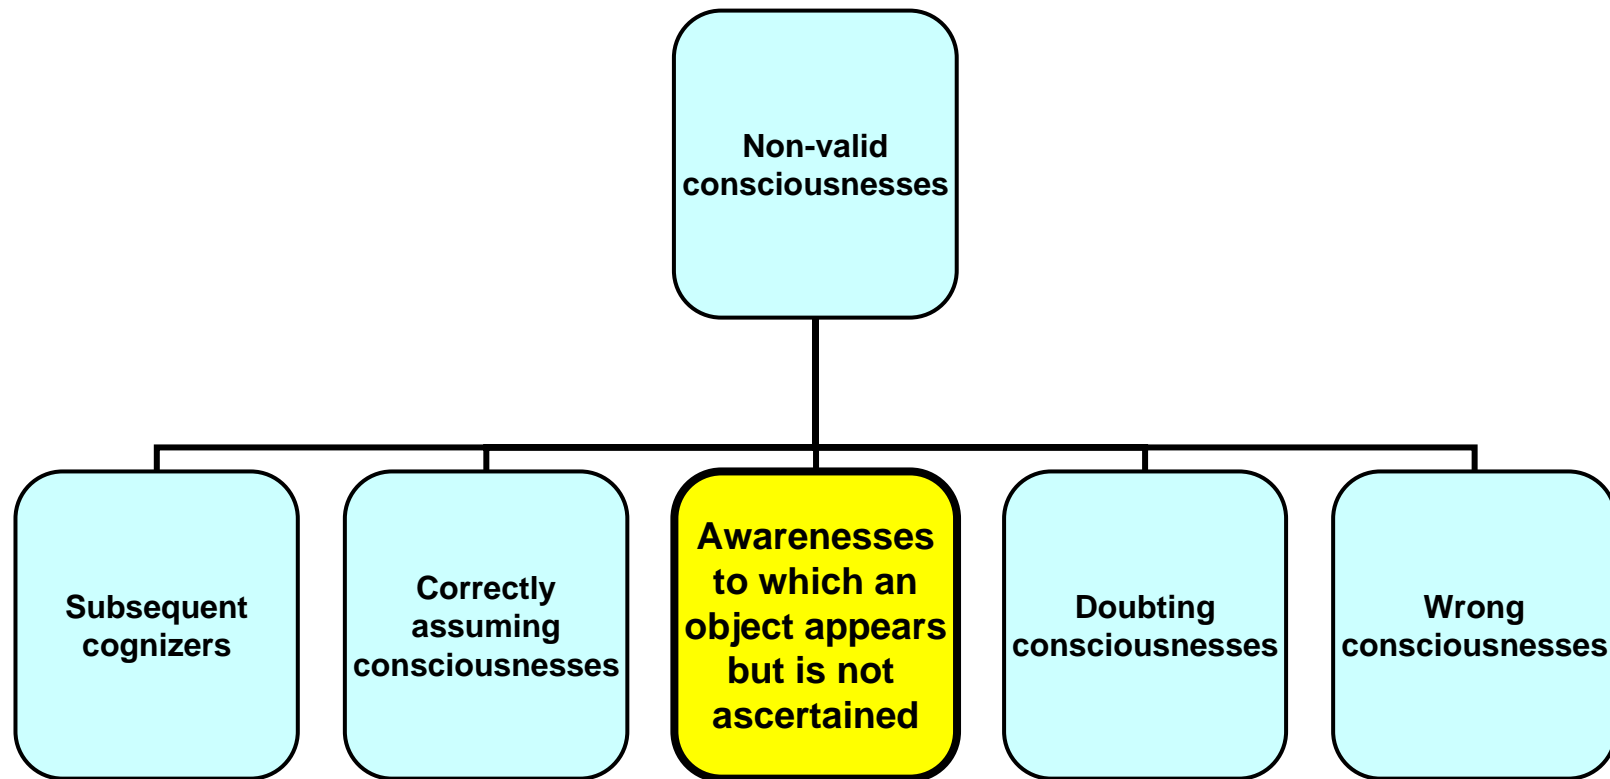 Non-valid
consciousnesses
Subsequent
cognizers
Correctly
assuming
consciousnesses
Awarenesses
to which an
object appears
but is not
ascertained
Doubting
consciousnesses
Wrong
consciousnesses